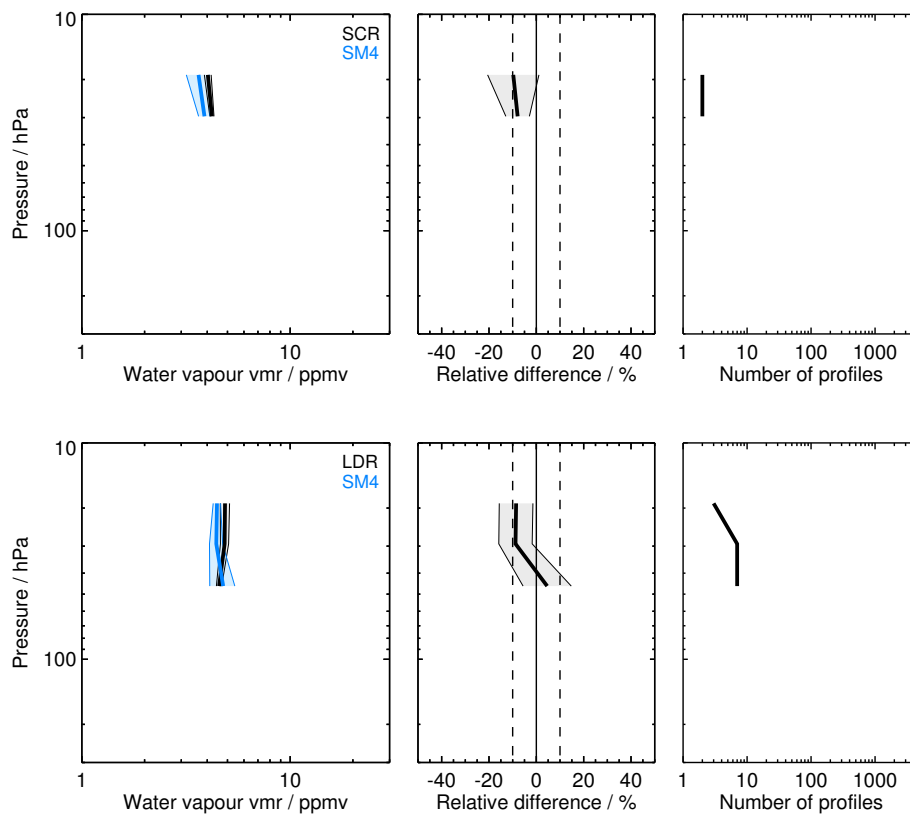 10
100
Pressure / hPa
SCR
SM4
1
10
Water vapour vmr / ppmv
-40
-20
0
20
40
Relative difference / %
1
10
100
1000
Number of profiles
10
100
Pressure / hPa
LDR
SM4
1
10
Water vapour vmr / ppmv
-40
-20
0
20
40
Relative difference / %
1
10
100
1000
Number of profiles